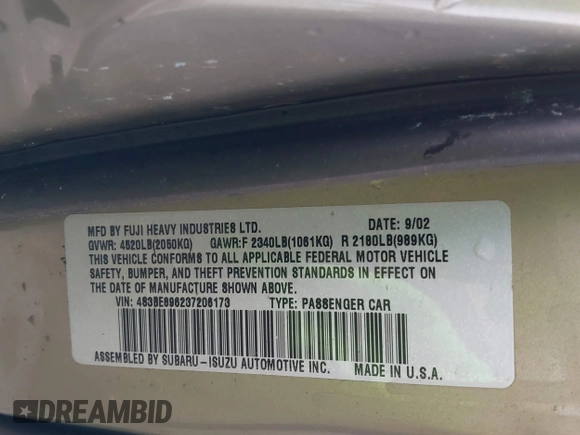 MFD BY FUJI HEAVY INDUSTRIES LTD. DATE: 9/02
GVWR: 4520LB(2050KG) GAWR:F 2340LB(1061KG) R 2180LB(989KG)
THIS VEHICLE CONFORMS TO ALL APPLICABLE FEDERAL MOTOR VEHICLE
SAFETY, BUMPER, AND THEFT PREVENTION STANDARDS IN EFFECT ON
THE DATE OF MANUFACTURE SHOWN ABOVE.
VIN: 4S3BE896237206173 TYPE: PASSENGER CAR
ASSEMBLED BY SUBARU-ISUZU AUTOMOTIVE INC. MADE IN U.S.A.
DREAMBID